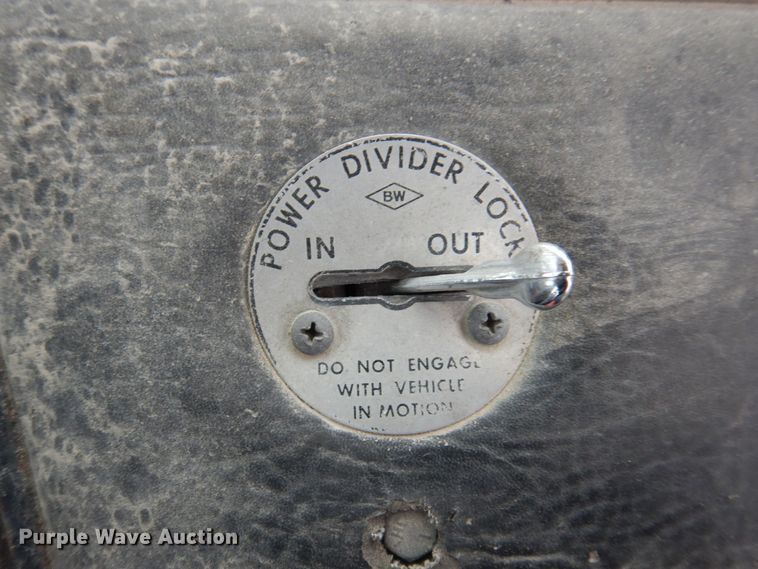 POWER DIVIDER LOCK
BW
IN OUT
DO NOT ENGAGE
WITH VEHICLE
IN MOTION
Purple Wave Auction